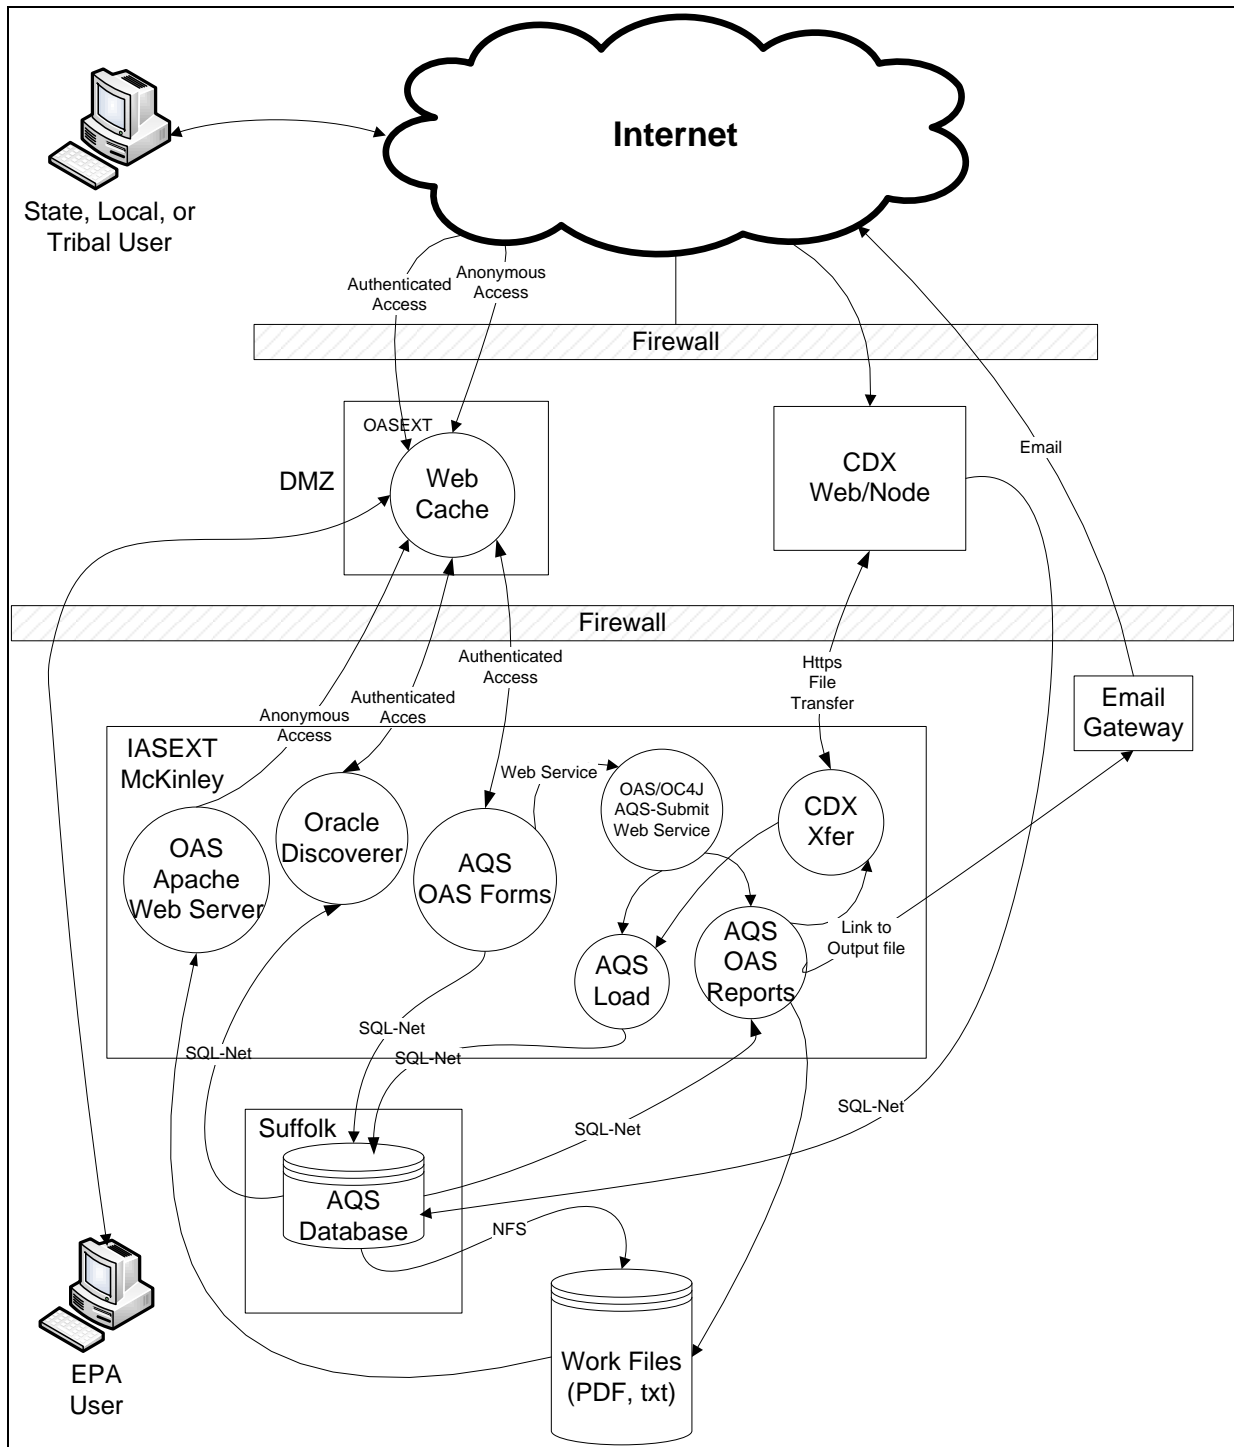 Internet
State, Local, or
Tribal User
Authenticated
Access
Anonymous
Access
Firewall
OASEXT
Web
Cache
DMZ
CDX
Web/Node
Email
Firewall
Authenticated
Access
Https
File
Transfer
Authenticated
Acces
Anonymous
Access
Email
Gateway
IASEXT
McKinley
Web Service
OAS/OC4J
AQS-Submit
Web Service
CDX
Xfer
OAS
Apache
Web Server
Oracle
Discoverer
AQS
OAS Forms
AQS
Load
AQS
OAS
Reports
Link to
Output file
SQL-Net
SQL-Net
SQL-Net
SQL-Net
SQL-Net
Suffolk
AQS
Database
NFS
Work Files
(PDF, txt)
EPA
User